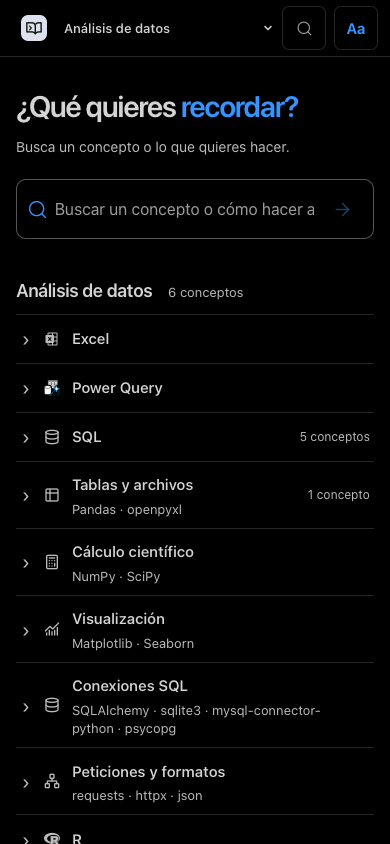 Análisis de datos
Aa
¿Qué quieres recordar?
Busca un concepto o lo que quieres hacer.
Buscar un concepto o cómo hacer a
Análisis de datos 6 conceptos
Excel
Power Query
SQL 5 conceptos
Tablas y archivos
Pandas · openpyxl
1 concepto
Cálculo científico
NumPy · SciPy
Visualización
Matplotlib · Seaborn
Conexiones SQL
SQLAlchemy · sqlite3 · mysql-connector-
python · psycopg
Peticiones y formatos
requests · httpx · json
R